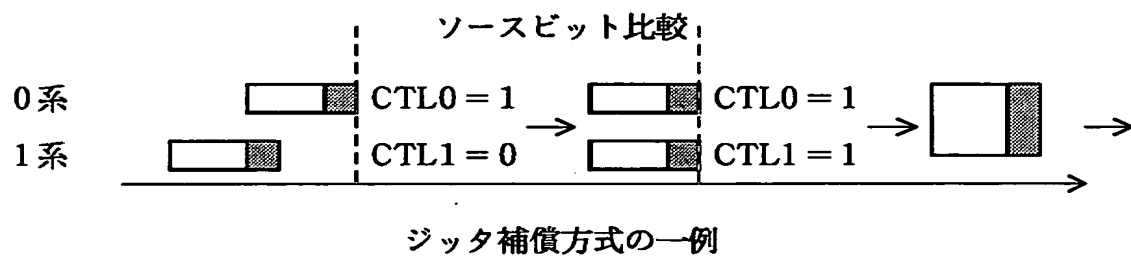 ソースビット比較
0系 CTL0 = 1 CTL0 = 1
1系 CTL1 = 0 CTL1 = 1
ジッタ補償方式の一例